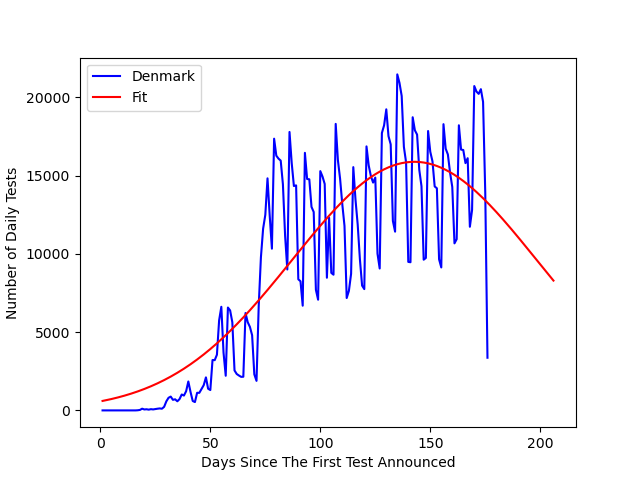 Denmark
Fit
Number of Daily Tests
20000
15000
10000
5000
0
0 50 100 150 200
Days Since The First Test Announced